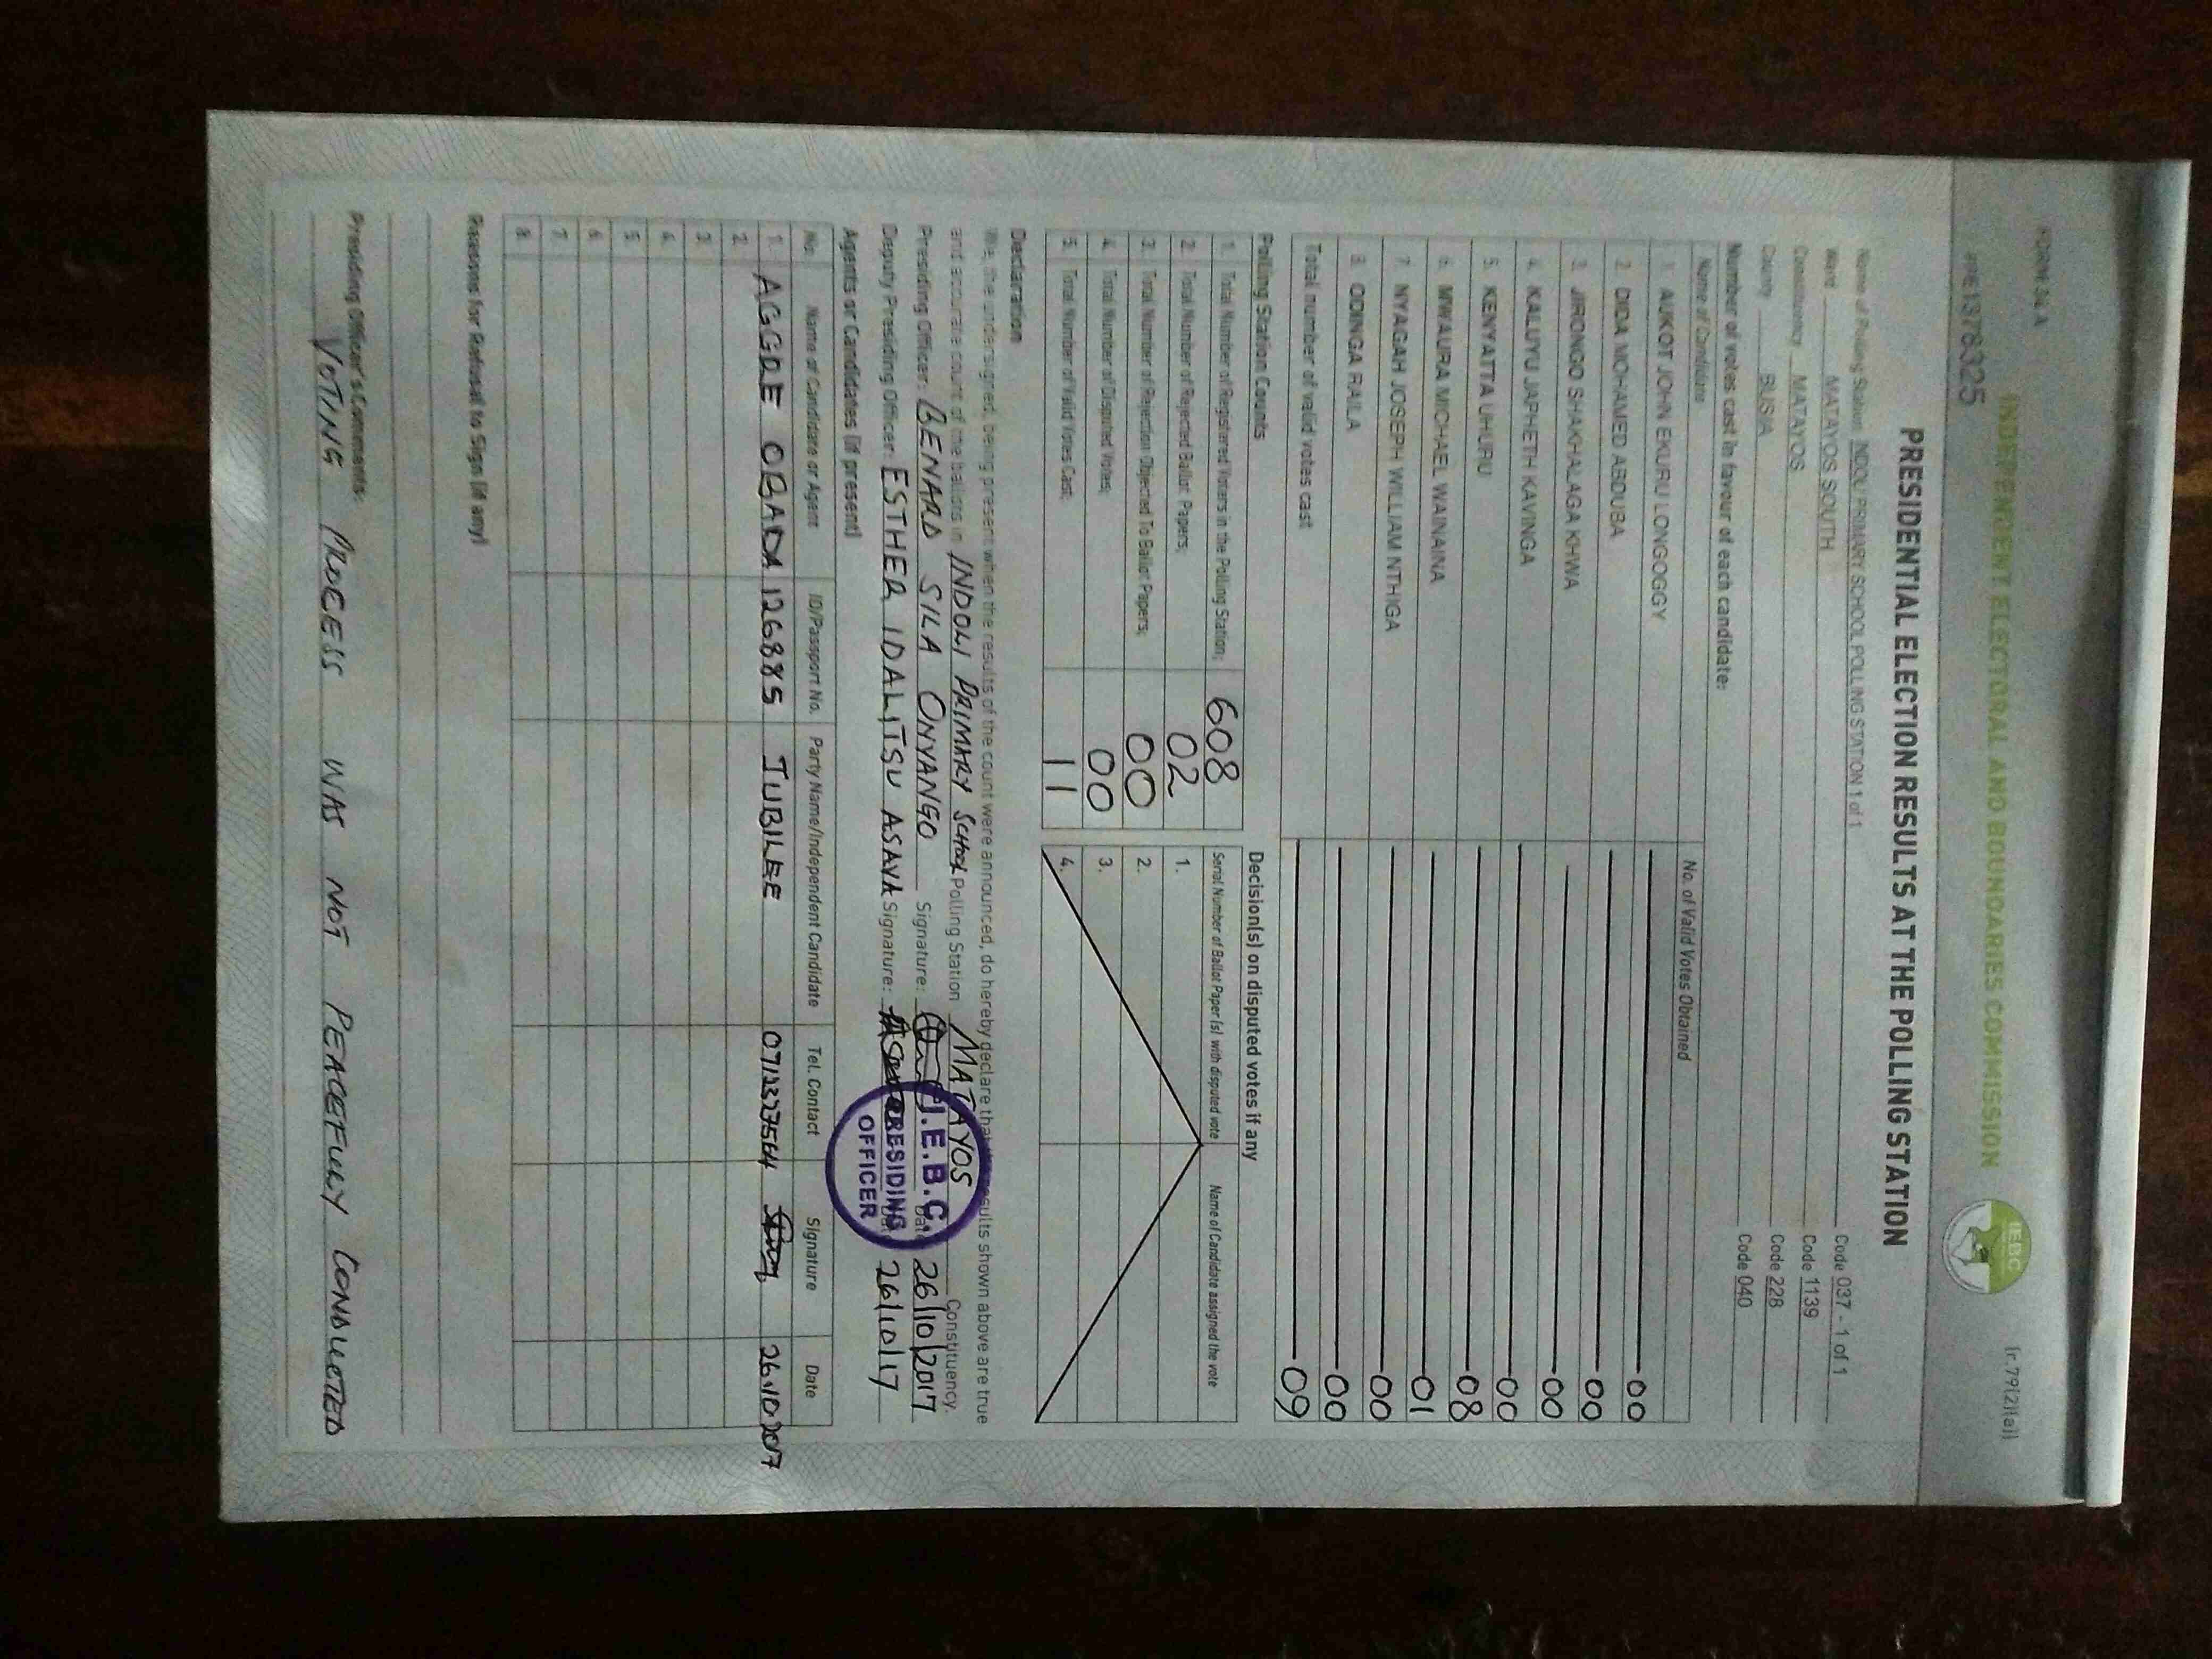 FORM 34 A
(r.79(2)(a))
INDEPENDENT ELECTORAL AND BOUNDARIES COMMISSION
IEBC
PRE1378325
PRESIDENTIAL ELECTION RESULTS AT THE POLLING STATION
Name of Polling Station INDOLI PRIMARY SCHOOL POLLING STATION 1 of 1 Code 037 - 1 of 1
Ward MATAYOS SOUTH Code 1139
Constituency MATAYOS Code 228
County BUSIA Code 040
Number of votes cast in favour of each candidate:
Name of Candidate No. of Valid Votes Obtained
1. AUKOT JOHN EKURU LONGOGGY 00
2. DIDA MOHAMED ABDUBA 00
3. JIRONGO SHAKHALAGA KHWA 00
4. KALUYU JAPHETH KAVINGA 00
5. KENYATTA UHURU 08
6. MWAURA MICHAEL WAINAINA 01
7. NYAGAH JOSEPH WILLIAM NTHIGA 00
8. ODINGA RAILA 00
Total number of valid votes cast 09
Polling Station Counts
1. Total Number of Registered Voters in the Polling Station; 608
2. Total Number of Rejected Ballot Papers; 02
3. Total Number of Rejection Objected To Ballot Papers; 00
4. Total Number of Disputed Votes; 00
5. Total Number of Valid Votes Cast; 11
Decision(s) on disputed votes if any
Serial Number of Ballot Paper (s) with disputed vote Name of Candidate assigned the vote
1.
2.
3.
4.
Declaration
We, the undersigned, being present when the results of the count were announced, do hereby declare that the results shown above are true
and accurate count of the ballots in INDOLI PRIMARY SCHOOL Polling Station MATAYOS Constituency.
Presiding Officer: BENARD SILA ONYANGO Signature: Date 26/10/2017
Deputy Presiding Officer: ESTHER IDALITSU ASAVA Signature: Date 26/10/17
I.E.B.C.
PRESIDING
OFFICER
Agents or Candidates (if present)
No. Name of Candidate or Agent ID/Passport No. Party Name/Independent Candidate Tel. Contact Signature Date
1. AGGDE OBADA 126885 JUBILEE 0712377564 26.10.2017
2.
3.
4.
5.
6.
7.
8.
Reasons for Refusal to Sign (if any)
Presiding Officer's Comments:
VOTING PROCESS WAS NOT PEACEFULLY CONDUCTED